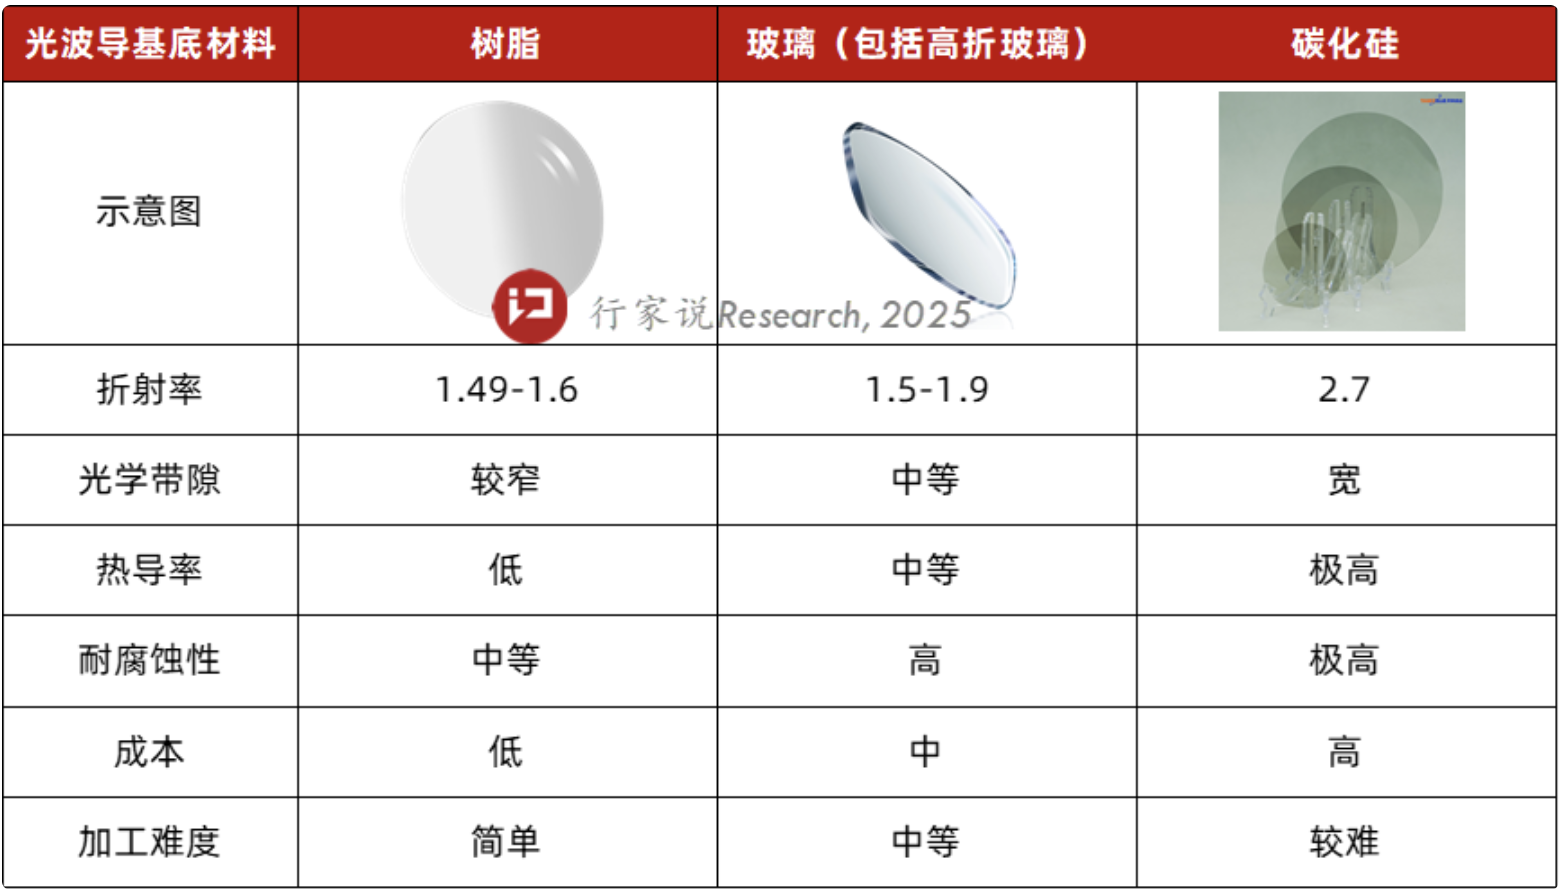 光波导基底材料 树脂 玻璃（包括高折玻璃） 碳化硅
示意图
行家说Research, 2025
折射率 1.49-1.6 1.5-1.9 2.7
光学带隙 较窄 中等 宽
热导率 低 中等 极高
耐腐蚀性 中等 高 极高
成本 低 中 高
加工难度 简单 中等 较难